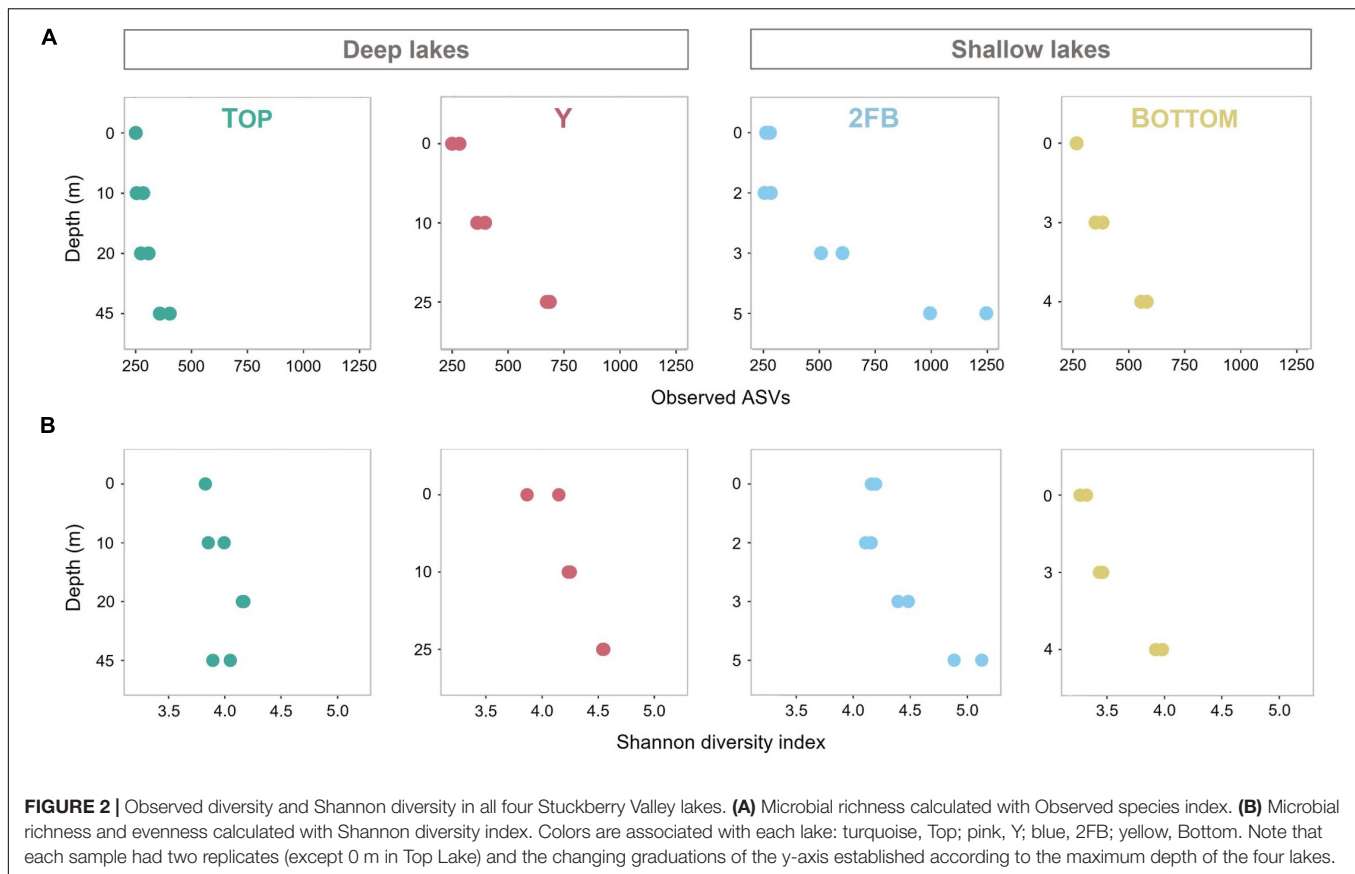 A
Deep lakes
Shallow lakes
TOP
Y
2FB
BOTTOM
Depth (m)
0
10
20
45
0
10
25
0
2
3
5
0
3
4
250 500 750 1000 1250
250 500 750 1000 1250
250 500 750 1000 1250
250 500 750 1000 1250
Observed ASVs
B
Depth (m)
0
10
20
45
0
10
25
0
2
3
5
0
3
4
3.5 4.0 4.5 5.0
3.5 4.0 4.5 5.0
3.5 4.0 4.5 5.0
3.5 4.0 4.5 5.0
Shannon diversity index
FIGURE 2 | Observed diversity and Shannon diversity in all four Stuckberry Valley lakes. (A) Microbial richness calculated with Observed species index. (B) Microbial
richness and evenness calculated with Shannon diversity index. Colors are associated with each lake: turquoise, Top; pink, Y; blue, 2FB; yellow, Bottom. Note that
each sample had two replicates (except 0 m in Top Lake) and the changing graduations of the y-axis established according to the maximum depth of the four lakes.